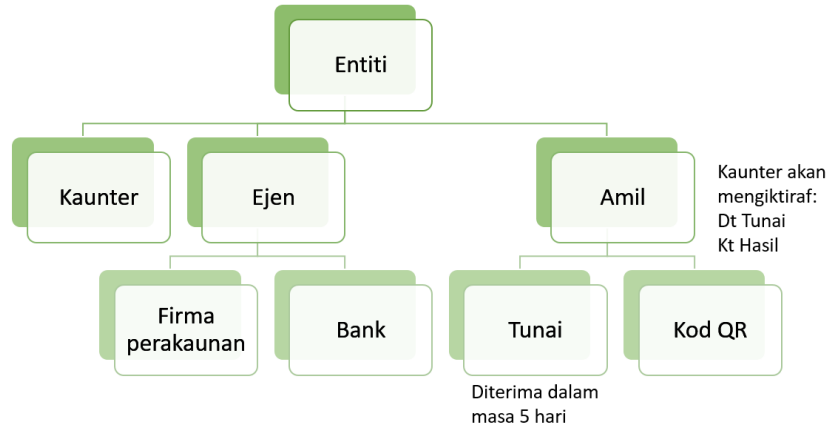 Entiti
Kaunter
Ejen
Amil
Kaunter akan
mengiktiraf:
Dt Tunai
Kt Hasil
Firma
perakaunan
Bank
Tunai
Kod QR
Diterima dalam
masa 5 hari